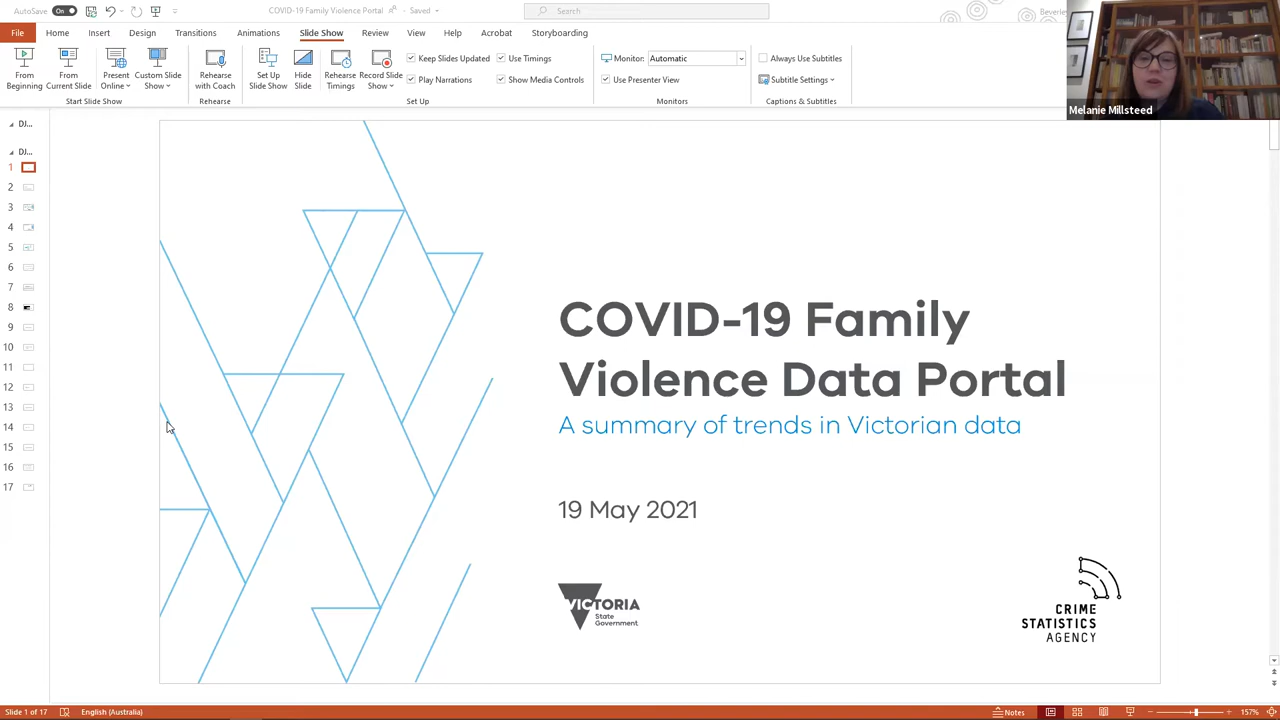 AutoSave On COVID-19 Family Violence Portal Saved Search Beverley
File Home Insert Design Transitions Animations Slide Show Review View Help Acrobat Storyboarding
From Beginning
From Current Slide
Present Online
Custom Slide Show
Start Slide Show
Rehearse with Coach
Rehearse
Set Up Slide Show
Hide Slide
Rehearse Timings
Record Slide Show
Keep Slides Updated
Play Narrations
Use Timings
Show Media Controls
Set Up
Monitor: Automatic
Use Presenter View
Monitors
Always Use Subtitles
Subtitle Settings
Captions & Subtitles
Melanie Millsteed
DJ...
DJ...
1
2
3
4
5
6
7
8
9
10
11
12
13
14
15
16
17
COVID-19 Family
Violence Data Portal
A summary of trends in Victorian data
19 May 2021
VICTORIA
State
Government
CRIME
STATISTICS
AGENCY
Slide 1 of 17 English (Australia) Notes 157%